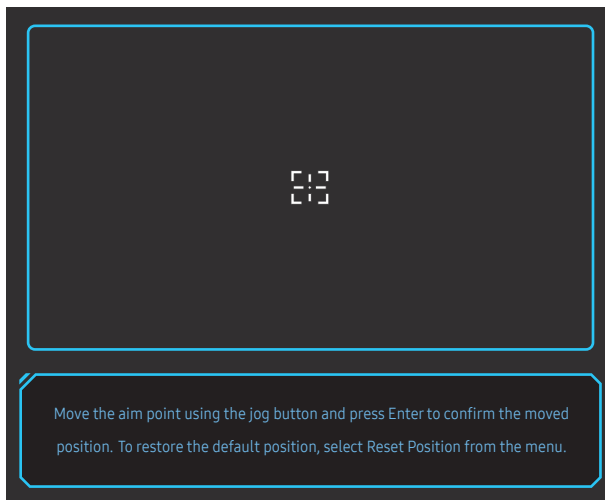 Move the aim point using the jog button and press Enter to confirm the moved
position. To restore the default position, select Reset Position from the menu.